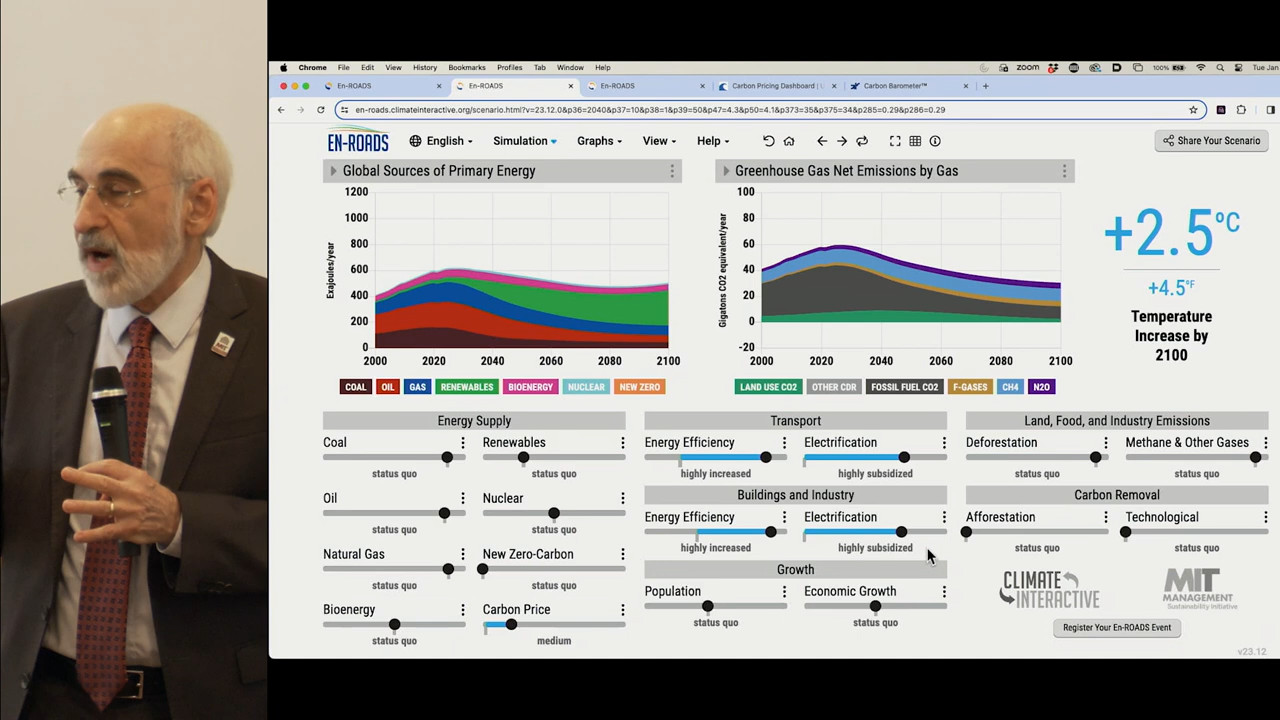 Chrome File Edit View History Bookmarks Profiles Tab Window Help
zoom 100% Tue Jan
En-ROADS En-ROADS En-ROADS Carbon Pricing Dashboard | Carbon Barometer™
en-roads.climateinteractive.org/scenario.html?v=23.12.0&p36=2040&p37=10&p38=1&p39=50&p47=4.3&p50=4.1&p373=35&p375=34&p285=0.29&p286=0.29
EN-ROADS English Simulation Graphs View Help Share Your Scenario
Global Sources of Primary Energy
1200
1000
800
600
400
200
0
Exajoules/year
2000 2020 2040 2060 2080 2100
COAL OIL GAS RENEWABLES BIOENERGY NUCLEAR NEW ZERO
Greenhouse Gas Net Emissions by Gas
100
80
60
40
20
0
-20
Gigatons CO2 equivalent/year
2000 2020 2040 2060 2080 2100
LAND USE CO2 OTHER CDR FOSSIL FUEL CO2 F-GASES CH4 N2O
+2.5°C
+4.5°F
Temperature
Increase by
2100
Energy Supply
Coal Renewables
status quo status quo
Oil Nuclear
status quo status quo
Natural Gas New Zero-Carbon
status quo status quo
Bioenergy Carbon Price
status quo medium
Transport
Energy Efficiency Electrification
highly increased highly subsidized
Buildings and Industry
Energy Efficiency Electrification
highly increased highly subsidized
Growth
Population Economic Growth
status quo status quo
Land, Food, and Industry Emissions
Deforestation Methane & Other Gases
status quo status quo
Carbon Removal
Afforestation Technological
status quo status quo
CLIMATE
INTERACTIVE
MIT
MANAGEMENT
Sustainability Initiative
Register Your En-ROADS Event
v23.12